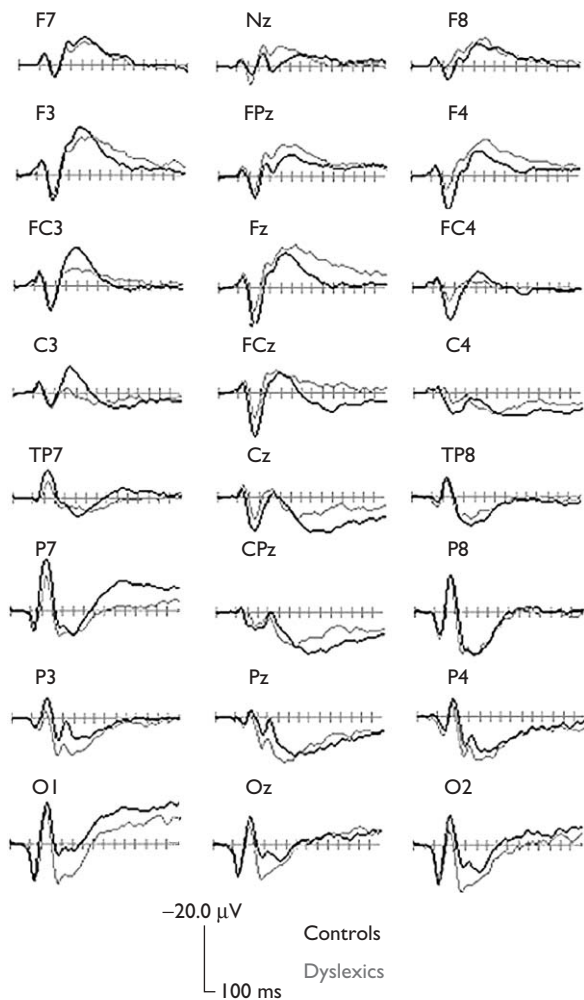 F7 Nz F8
F3 FPz F4
FC3 Fz FC4
C3 FCz C4
TP7 Cz TP8
P7 CPz P8
P3 Pz P4
O1 Oz O2
−20.0 μV
Controls
Dyslexics
100 ms